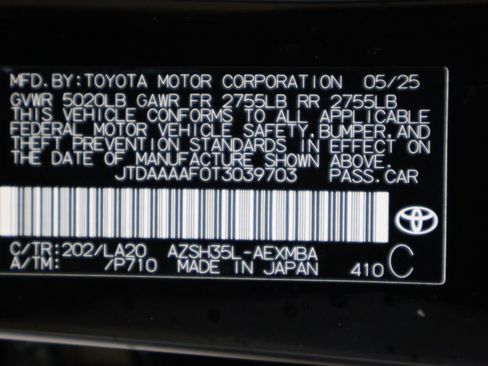 MFD. BY: TOYOTA MOTOR CORPORATION 05/25
GVWR 5020LB GAWR FR 2755LB RR 2755LB
THIS VEHICLE CONFORMS TO ALL APPLICABLE
FEDERAL MOTOR VEHICLE SAFETY, BUMPER, AND
THEFT PREVENTION STANDARDS IN EFFECT ON
THE DATE OF MANUFACTURE SHOWN ABOVE.
JTDAAAAF0T3039703 PASS.CAR
C/TR: 202/LA20 AZSH35L-AEXMBA
A/TM: /P710 MADE IN JAPAN 410 C